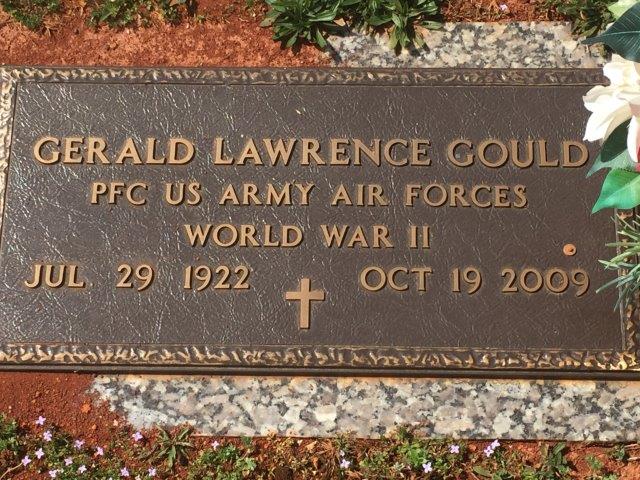 GERALD LAWRENCE GOULD
PFC US ARMY AIR FORCES
WORLD WAR II
JUL 29 1922 OCT 19 2009